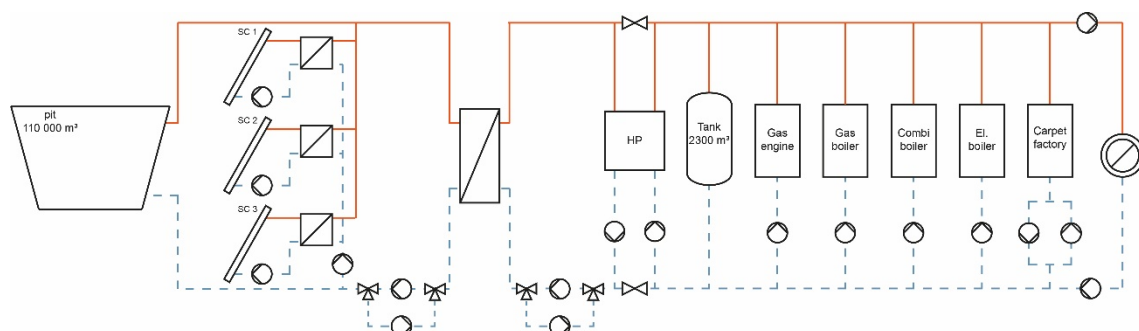 SC 1
SC 2
SC 3
pit
110 000 m³
HP
Tank
2300 m³
Gas
engine
Gas
boiler
Combi
boiler
El.
boiler
Carpet
factory